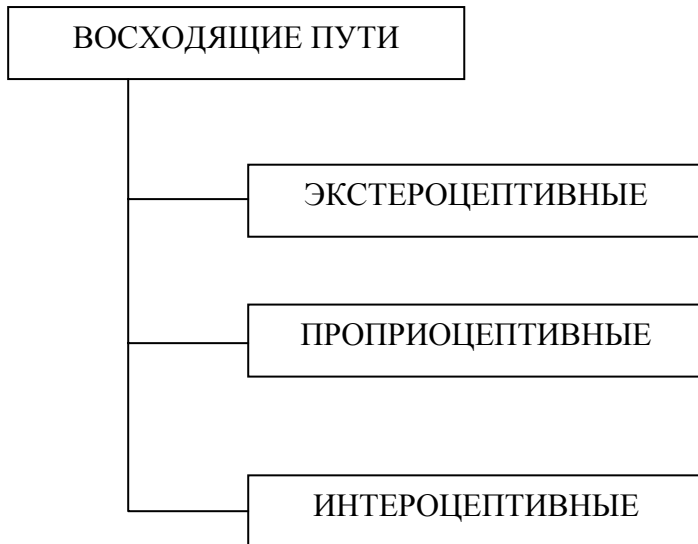 ВОСХОДЯЩИЕ ПУТИ
ЭКСТЕРОЦЕПТИВНЫЕ
ПРОПРИОЦЕПТИВНЫЕ
ИНТЕРОЦЕПТИВНЫЕ